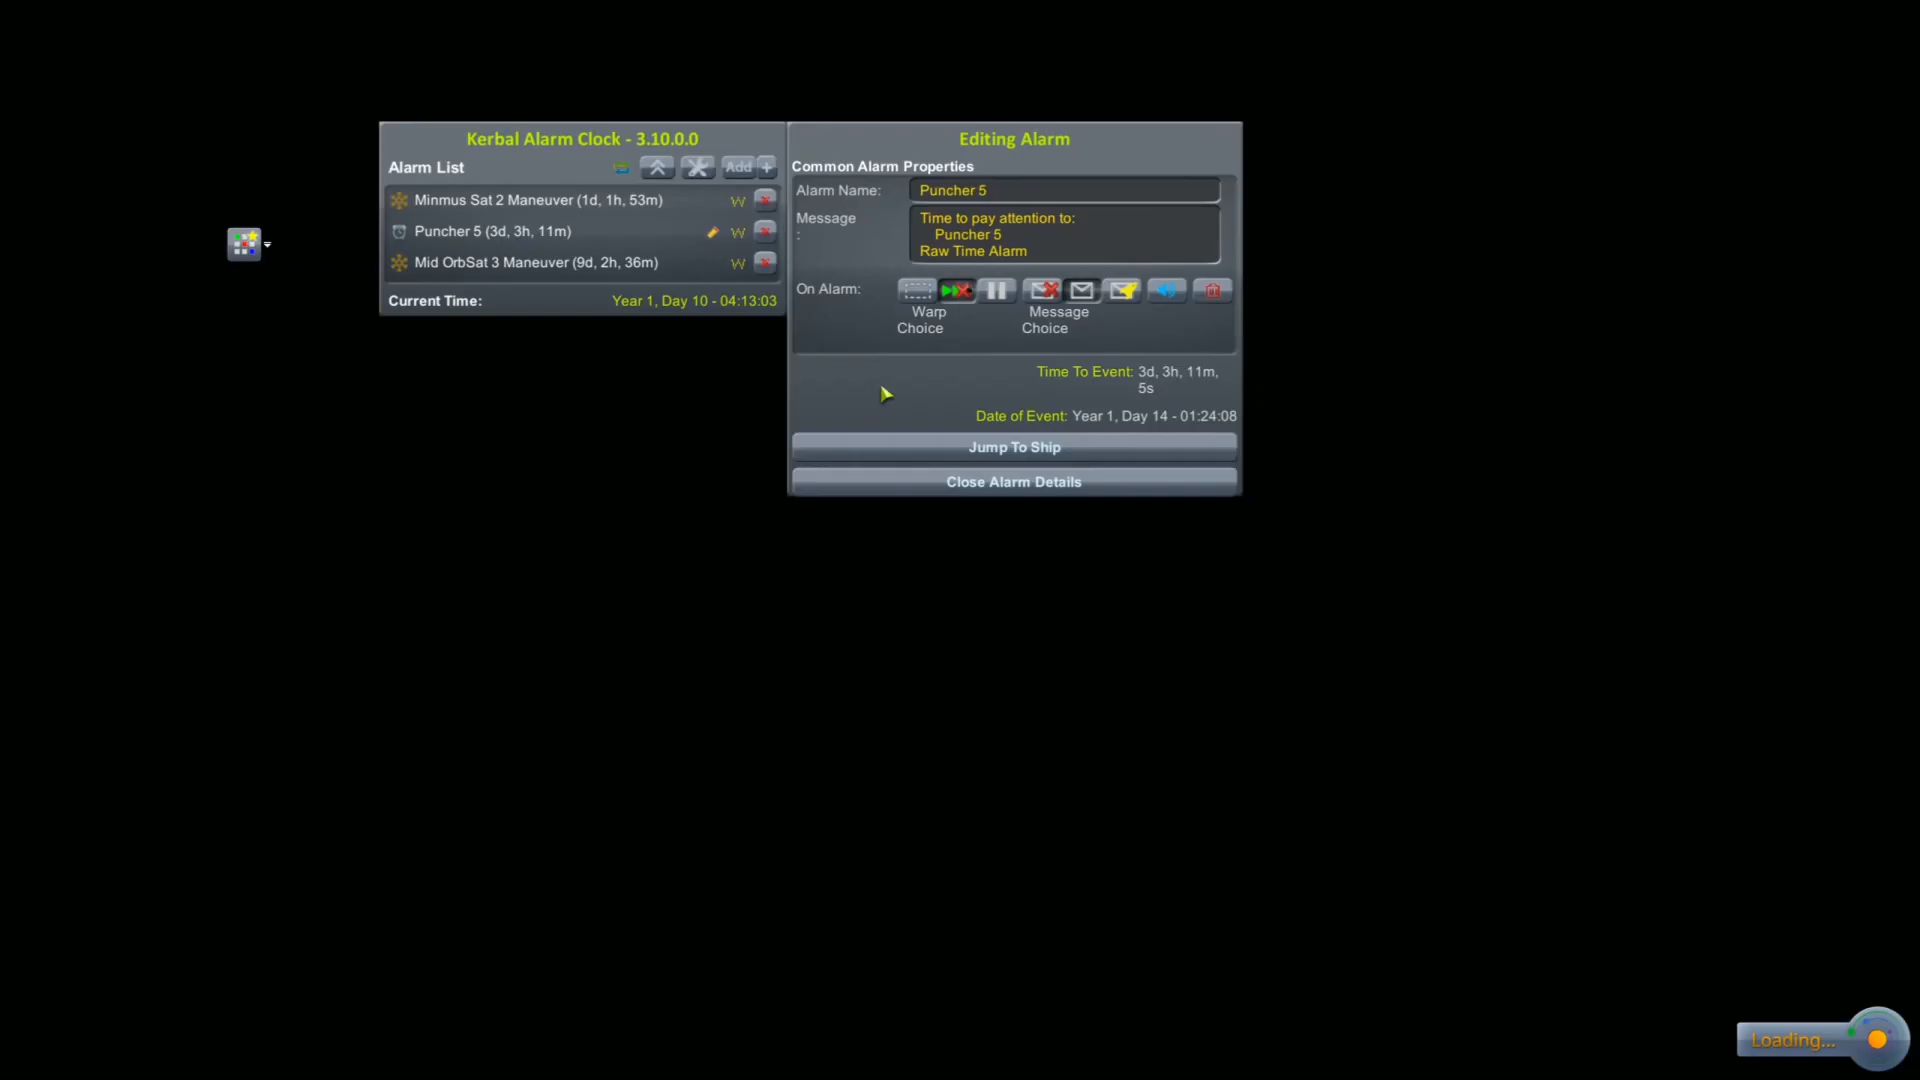 Kerbal Alarm Clock - 3.10.0.0
Alarm List
Add +
Minmus Sat 2 Maneuver (1d, 1h, 53m) W
Puncher 5 (3d, 3h, 11m) W
Mid OrbSat 3 Maneuver (9d, 2h, 36m) W
Current Time: Year 1, Day 10 - 04:13:03
Editing Alarm
Common Alarm Properties
Alarm Name: Puncher 5
Message
:
Time to pay attention to:
Puncher 5
Raw Time Alarm
On Alarm:
Warp
Choice
Message
Choice
Time To Event: 3d, 3h, 11m,
5s
Date of Event: Year 1, Day 14 - 01:24:08
Jump To Ship
Close Alarm Details
Loading...